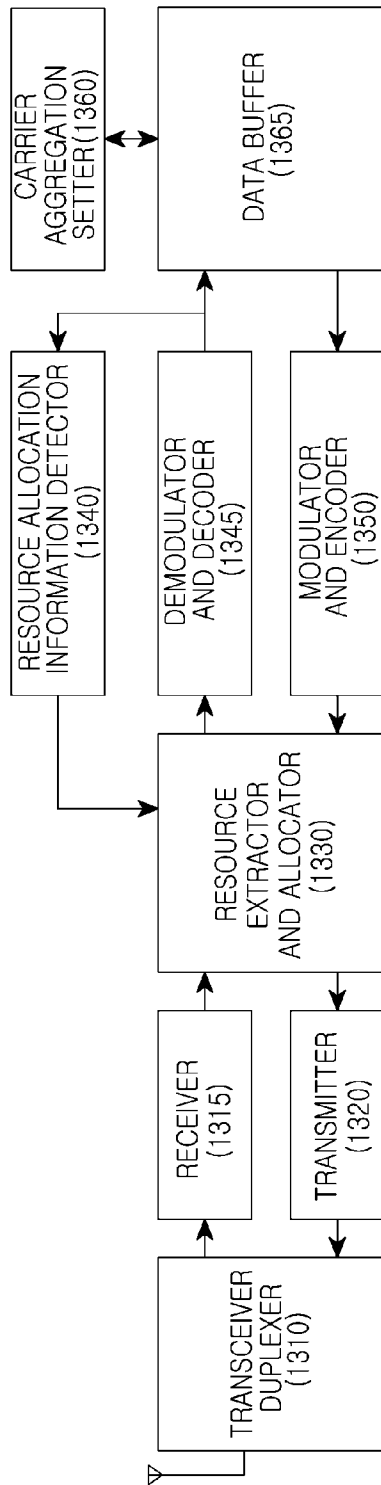 TRANSCEIVER
DUPLEXER
(1310)
RECEIVER
(1315)
TRANSMITTER
(1320)
RESOURCE
EXTRACTOR
AND ALLOCATOR
(1330)
RESOURCE ALLOCATION
INFORMATION DETECTOR
(1340)
DEMODULATOR
AND DECODER
(1345)
MODULATOR
AND ENCODER
(1350)
CARRIER
AGGREGATION
SETTER(1360)
DATA BUFFER
(1365)